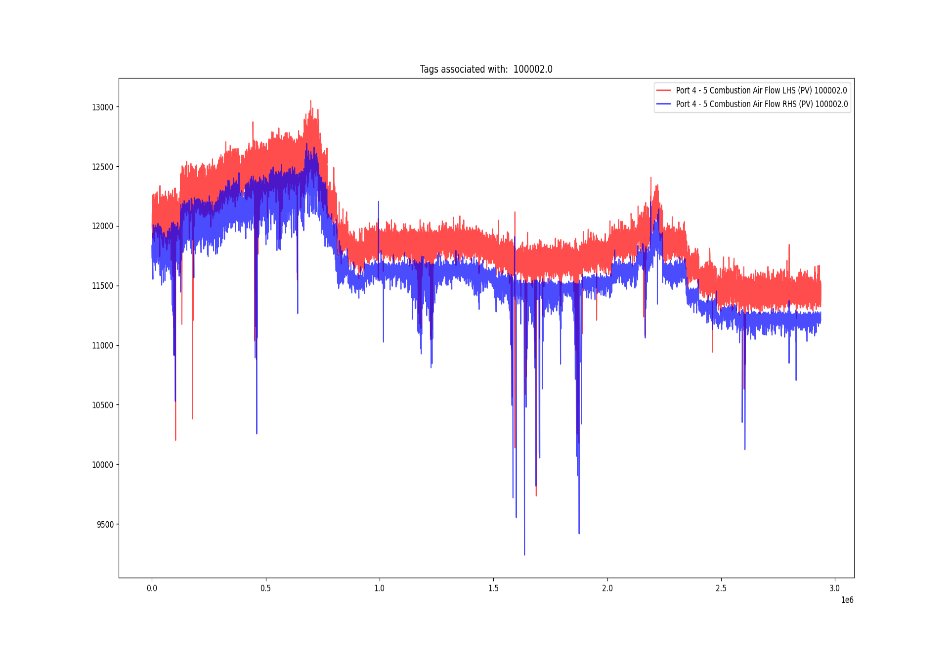 Tags associated with:  100002.0
Port 4 - 5 Combustion Air Flow LHS (PV) 100002.0
Port 4 - 5 Combustion Air Flow RHS (PV) 100002.0
13000
12500
12000
11500
11000
10500
10000
9500
0.0 0.5 1.0 1.5 2.0 2.5 3.0
1e6